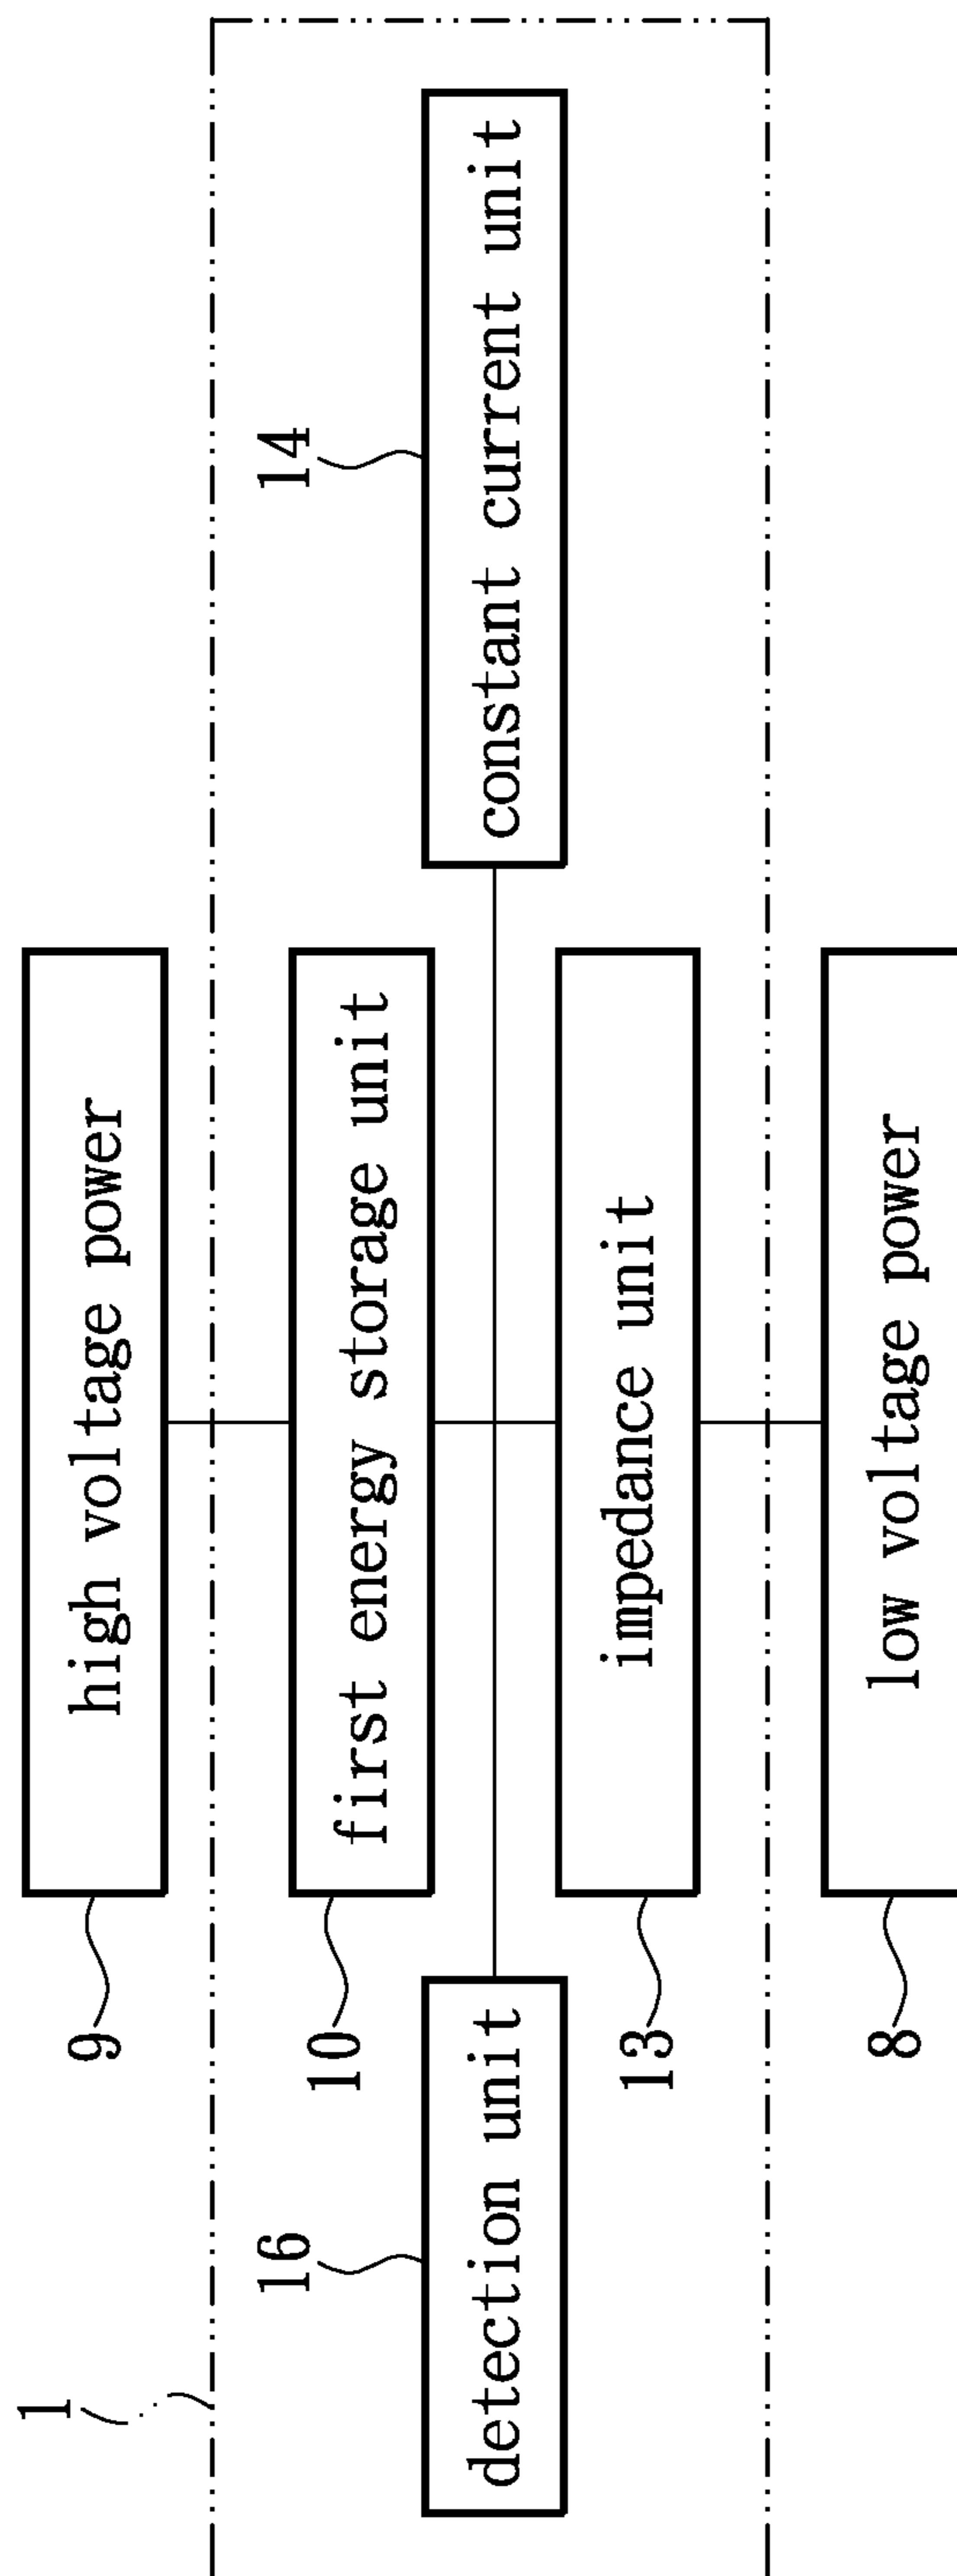 1
9
high voltage power
16
14
10
first energy storage unit
detection unit
constant current unit
13
impedance unit
8
low voltage power